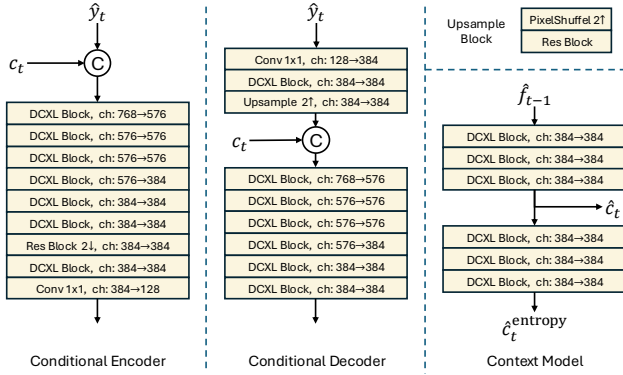 ŷₜ
cₜ
C
DCXL Block, ch: 768→576
DCXL Block, ch: 576→576
DCXL Block, ch: 576→576
DCXL Block, ch: 576→384
DCXL Block, ch: 384→384
DCXL Block, ch: 384→384
Res Block 2↓, ch: 384→384
DCXL Block, ch: 384→384
Conv 1x1, ch: 384→128
Conditional Encoder
ŷₜ
Conv 1x1, ch: 128→384
DCXL Block, ch: 384→384
Upsample 2↑, ch: 384→384
cₜ
C
DCXL Block, ch: 768→576
DCXL Block, ch: 576→576
DCXL Block, ch: 576→576
DCXL Block, ch: 576→384
DCXL Block, ch: 384→384
DCXL Block, ch: 384→384
Conditional Decoder
Upsample
Block
PixelShuffel 2↑
Res Block
f̂ₜ₋₁
DCXL Block, ch: 384→384
DCXL Block, ch: 384→384
DCXL Block, ch: 384→384
ĉₜ
DCXL Block, ch: 384→384
DCXL Block, ch: 384→384
DCXL Block, ch: 384→384
ĉₜ^entropy
Context Model